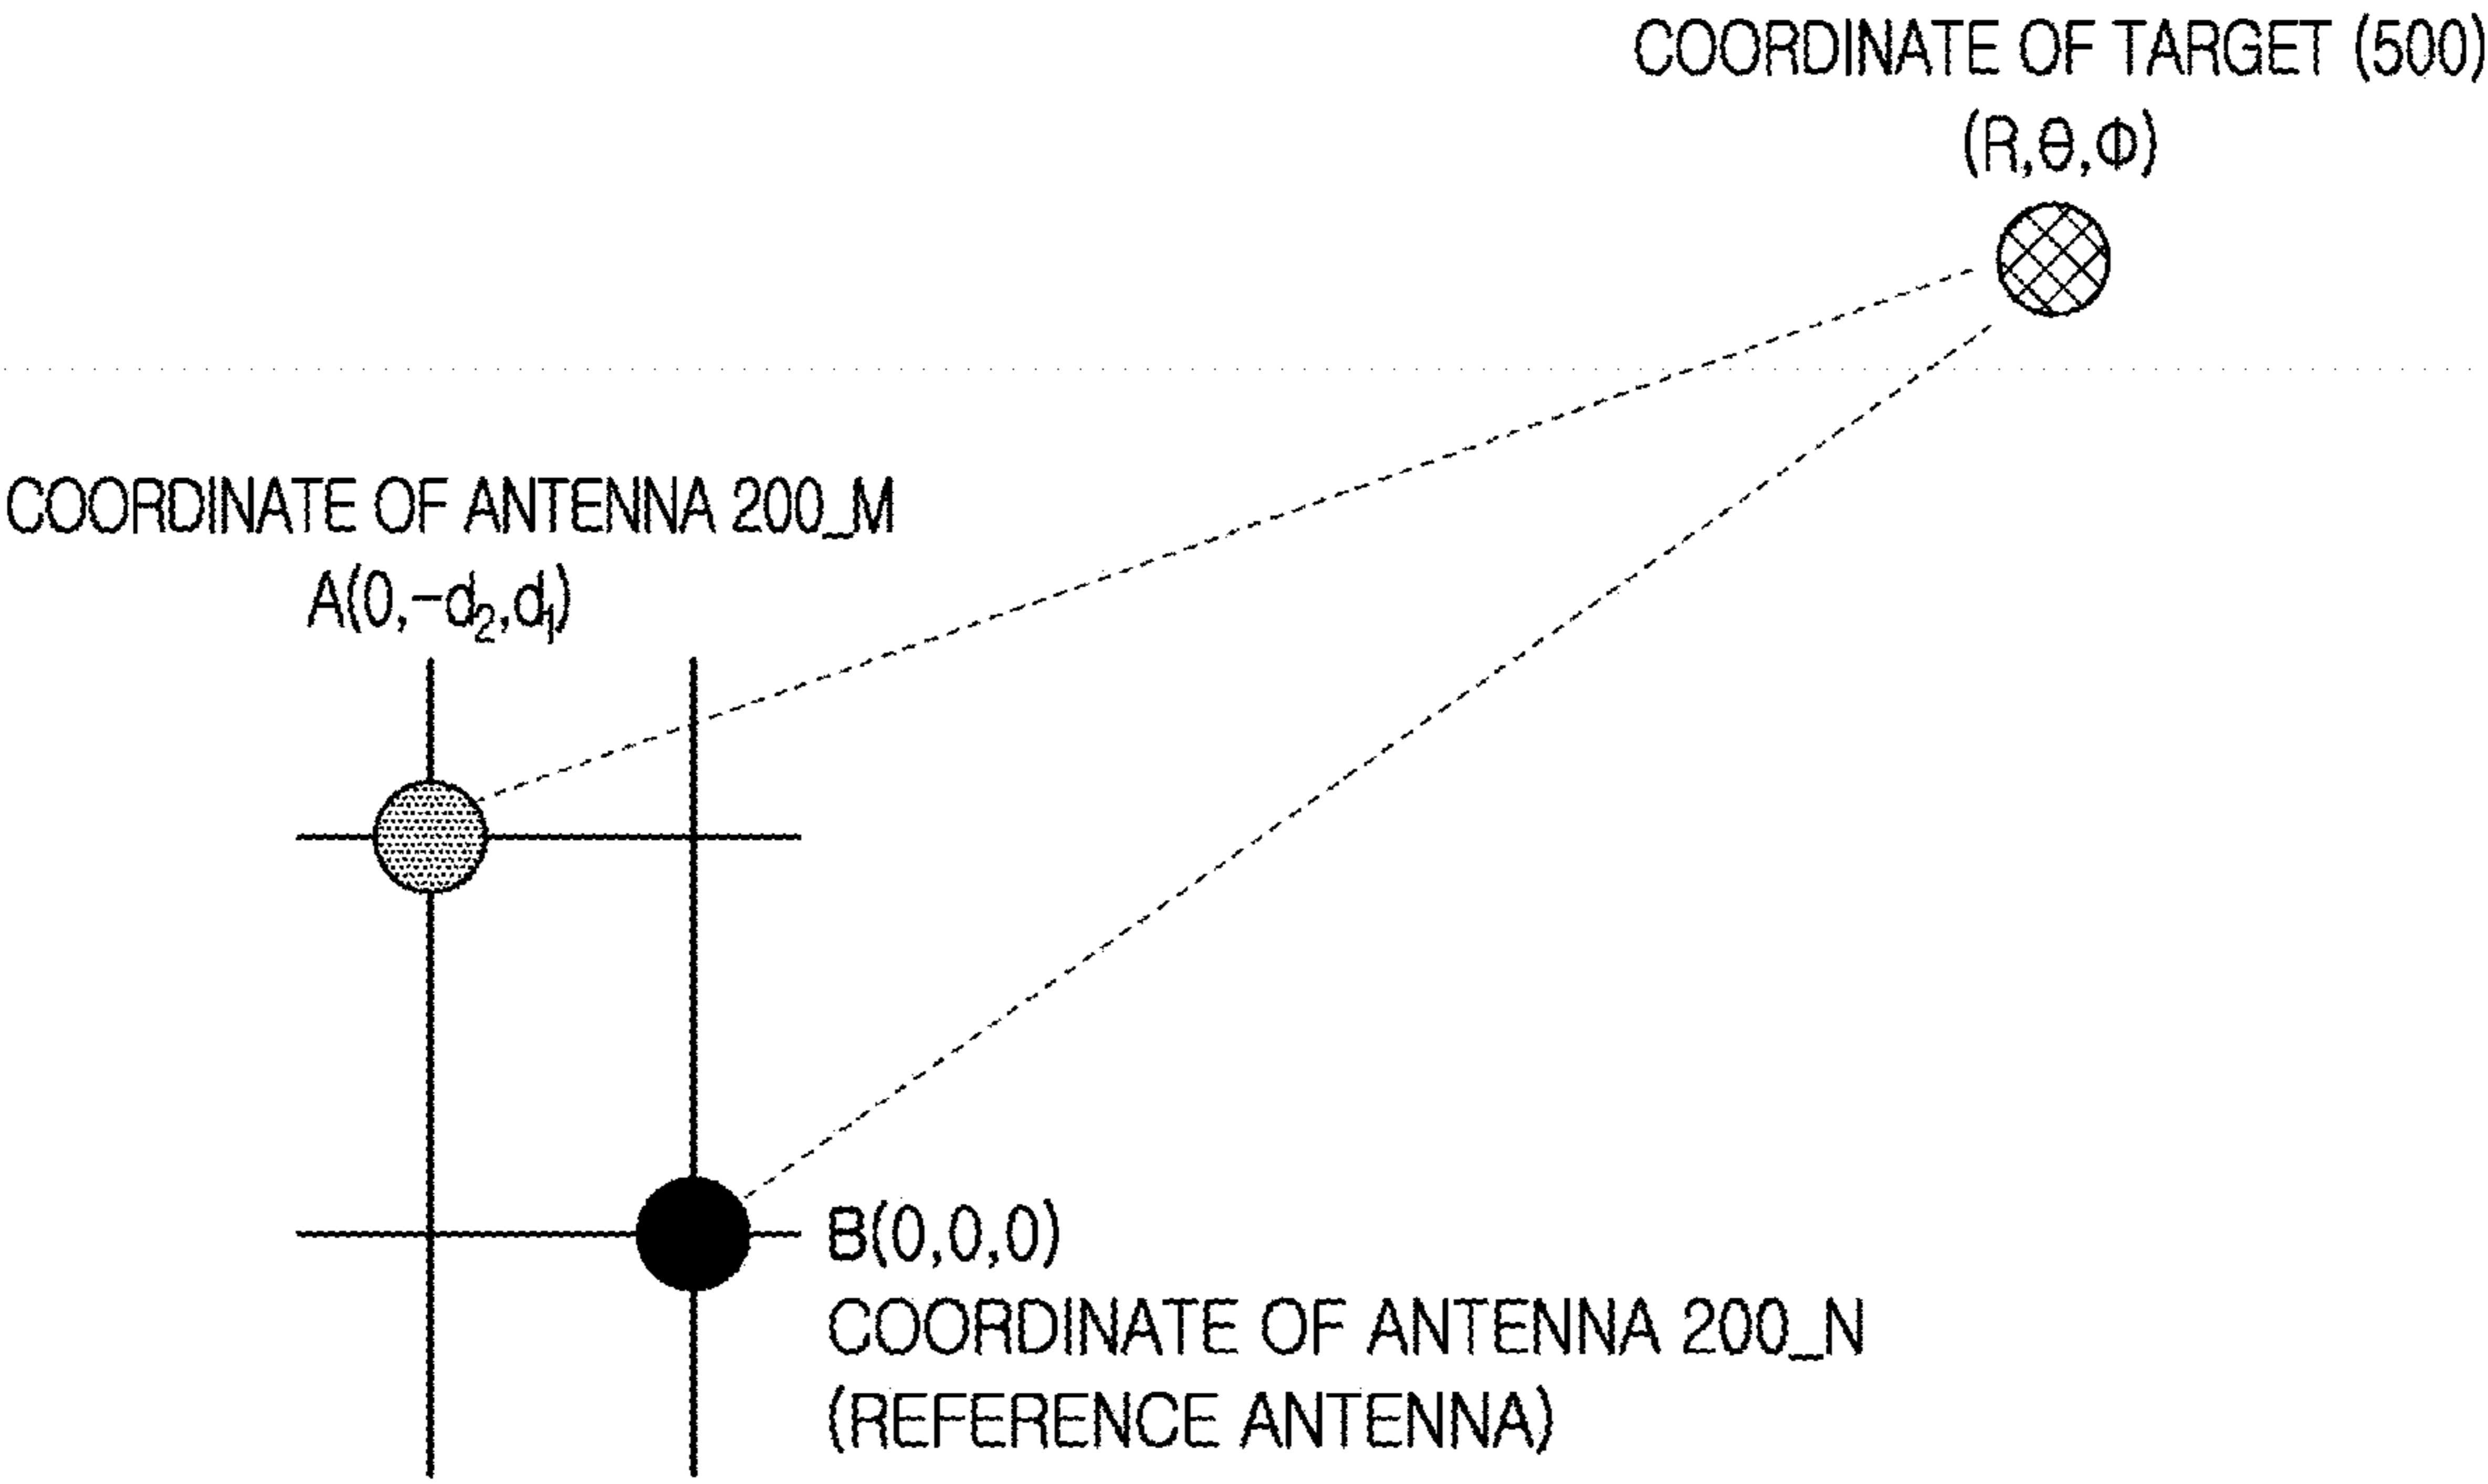 COORDINATE OF TARGET (500)
(R,θ,Φ)
COORDINATE OF ANTENNA 200_M
A(0,-d₂,d₁)
B(0,0,0)
COORDINATE OF ANTENNA 200_N
(REFERENCE ANTENNA)